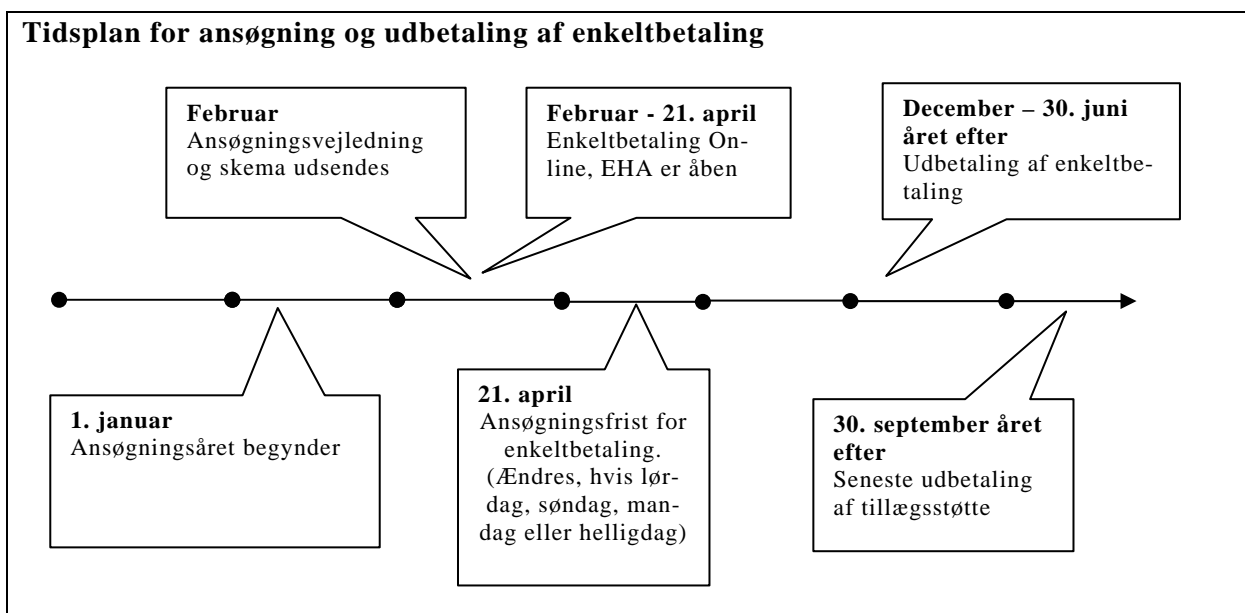 Tidsplan for ansøgning og udbetaling af enkeltbetaling
Februar
Ansøgningsvejledning
og skema udsendes
Februar - 21. april
Enkeltbetaling On-
line, EHA er åben
December – 30. juni
året efter
Udbetaling af enkeltbe-
taling
1. januar
Ansøgningsåret begynder
21. april
Ansøgningsfrist for
enkeltbetaling.
(Ændres, hvis lør-
dag, søndag, man-
dag eller helligdag)
30. september året
efter
Seneste udbetaling
af tillægsstøtte